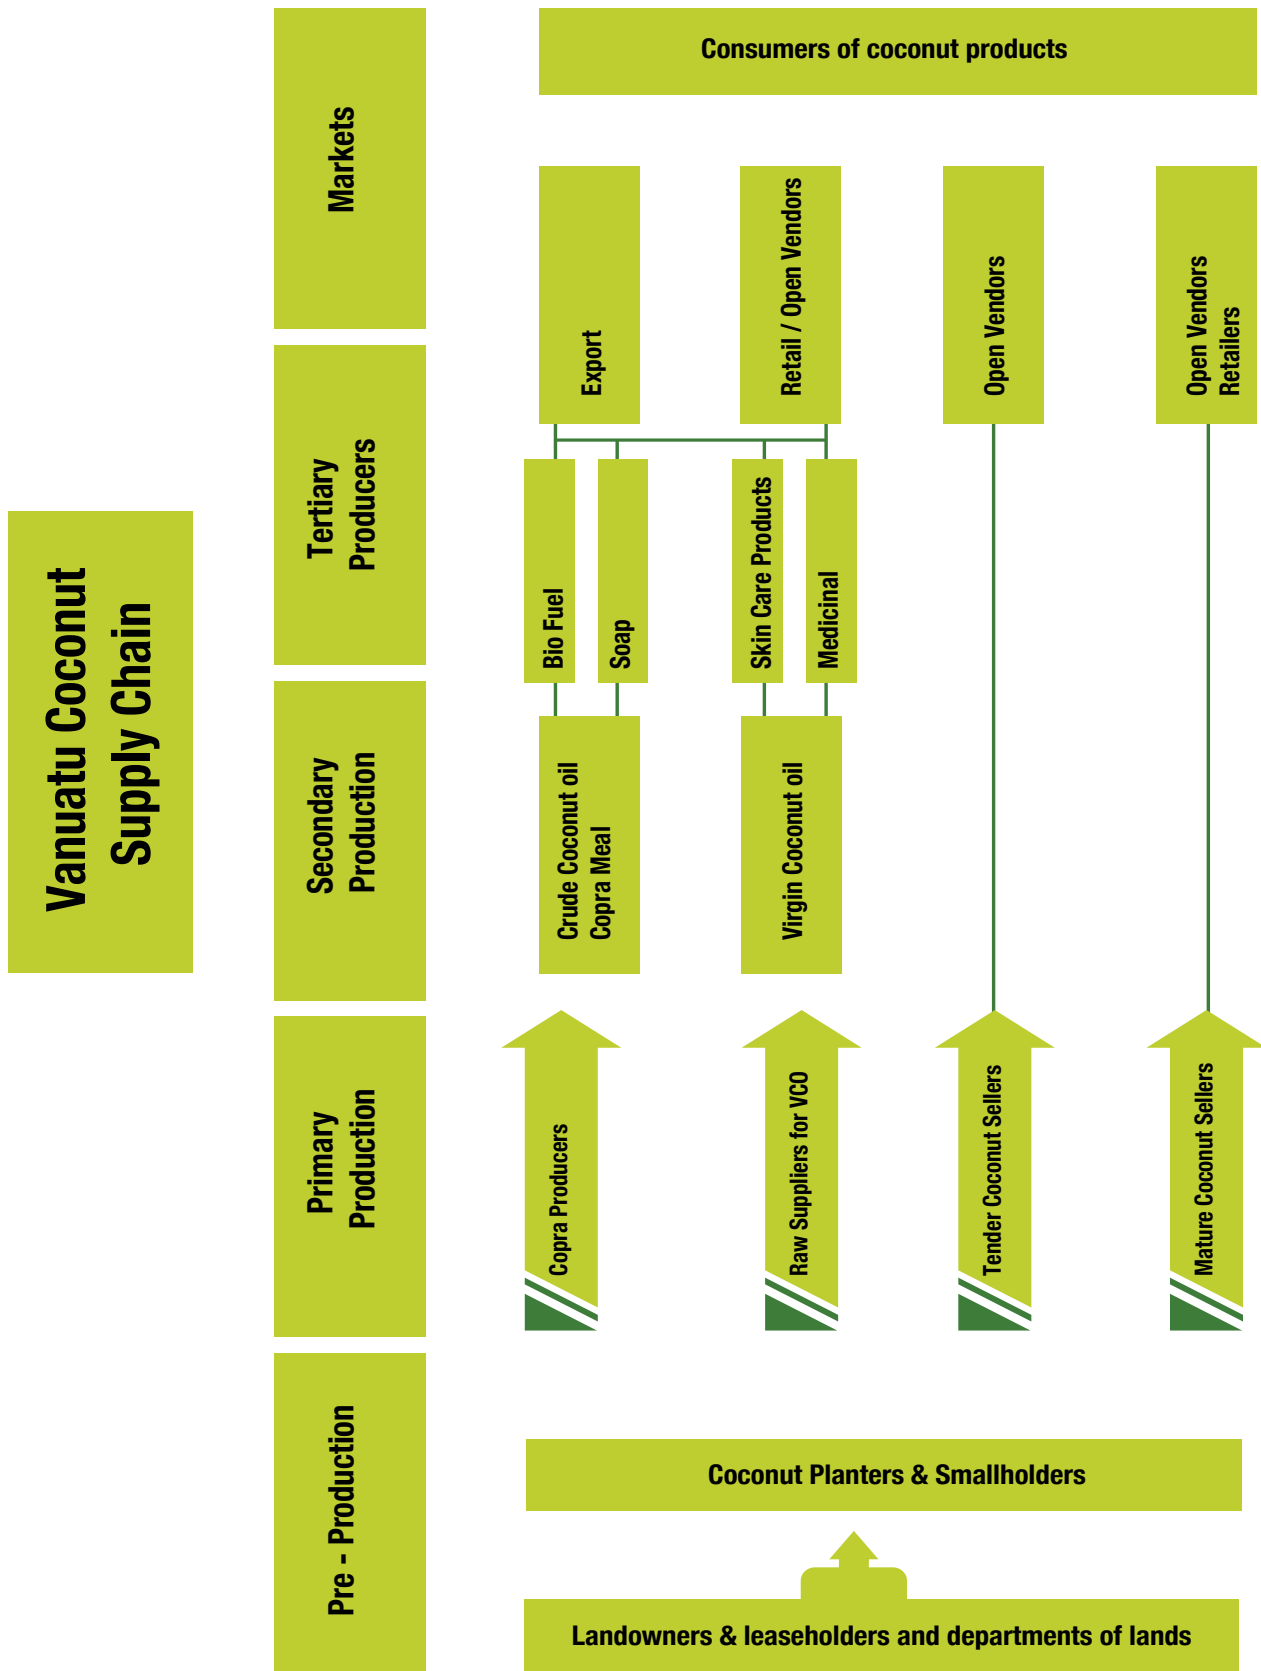 Vanuatu Coconut
Supply Chain
Markets
Tertiary
Producers
Secondary
Production
Primary
Production
Pre - Production
Consumers of coconut products
Export
Retail / Open Vendors
Open Vendors
Open Vendors
Retailers
Bio Fuel
Soap
Skin Care Products
Medicinal
Crude Coconut oil
Copra Meal
Virgin Coconut oil
Copra Producers
Raw Suppliers for VCO
Tender Coconut Sellers
Mature Coconut Sellers
Coconut Planters & Smallholders
Landowners & leaseholders and departments of lands